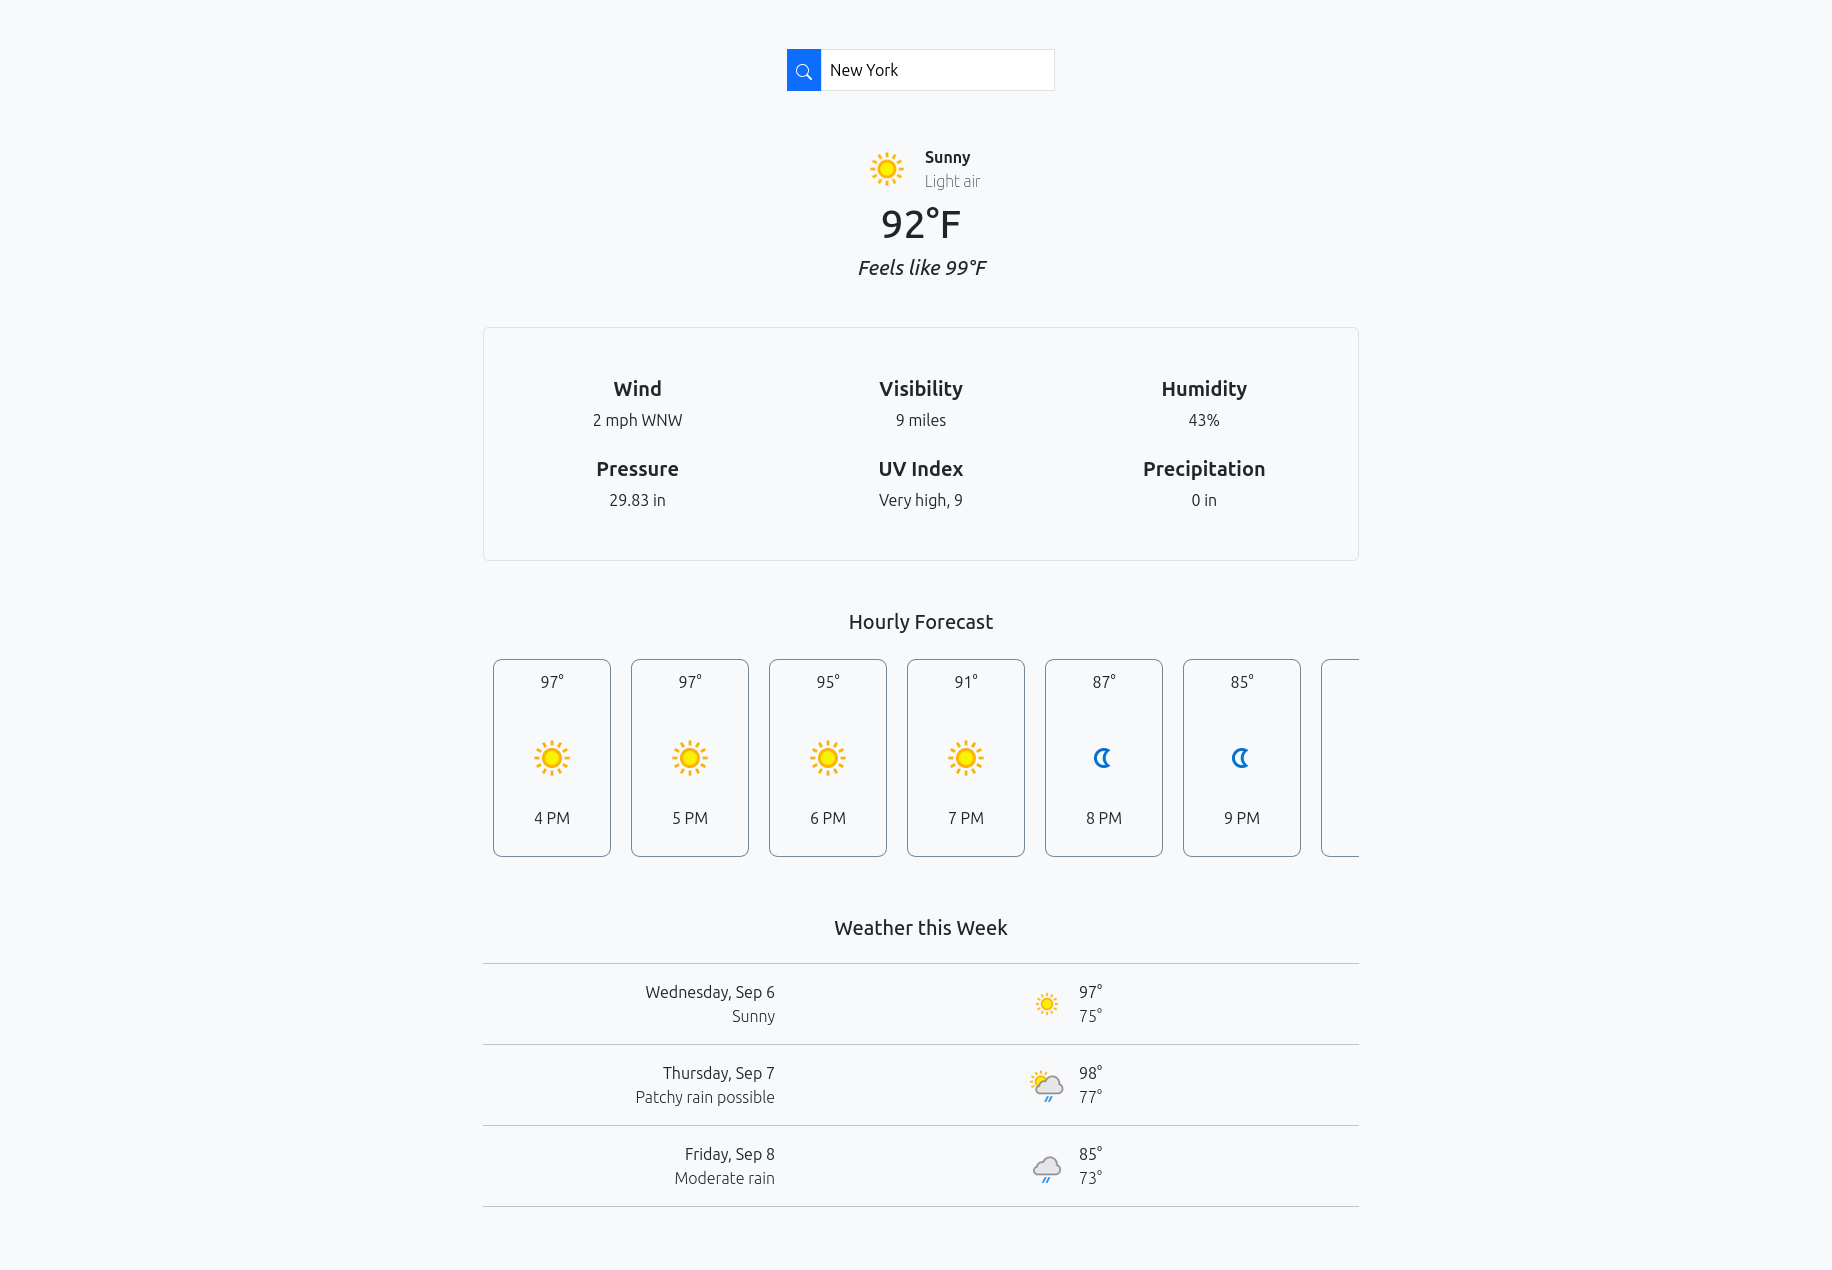 New York
Sunny
Light air
92°F
Feels like 99°F
Wind
2 mph WNW
Visibility
9 miles
Humidity
43%
Pressure
29.83 in
UV Index
Very high, 9
Precipitation
0 in
Hourly Forecast
97°
4 PM
97°
5 PM
95°
6 PM
91°
7 PM
87°
8 PM
85°
9 PM
Weather this Week
Wednesday, Sep 6
Sunny
97°
75°
Thursday, Sep 7
Patchy rain possible
98°
77°
Friday, Sep 8
Moderate rain
85°
73°